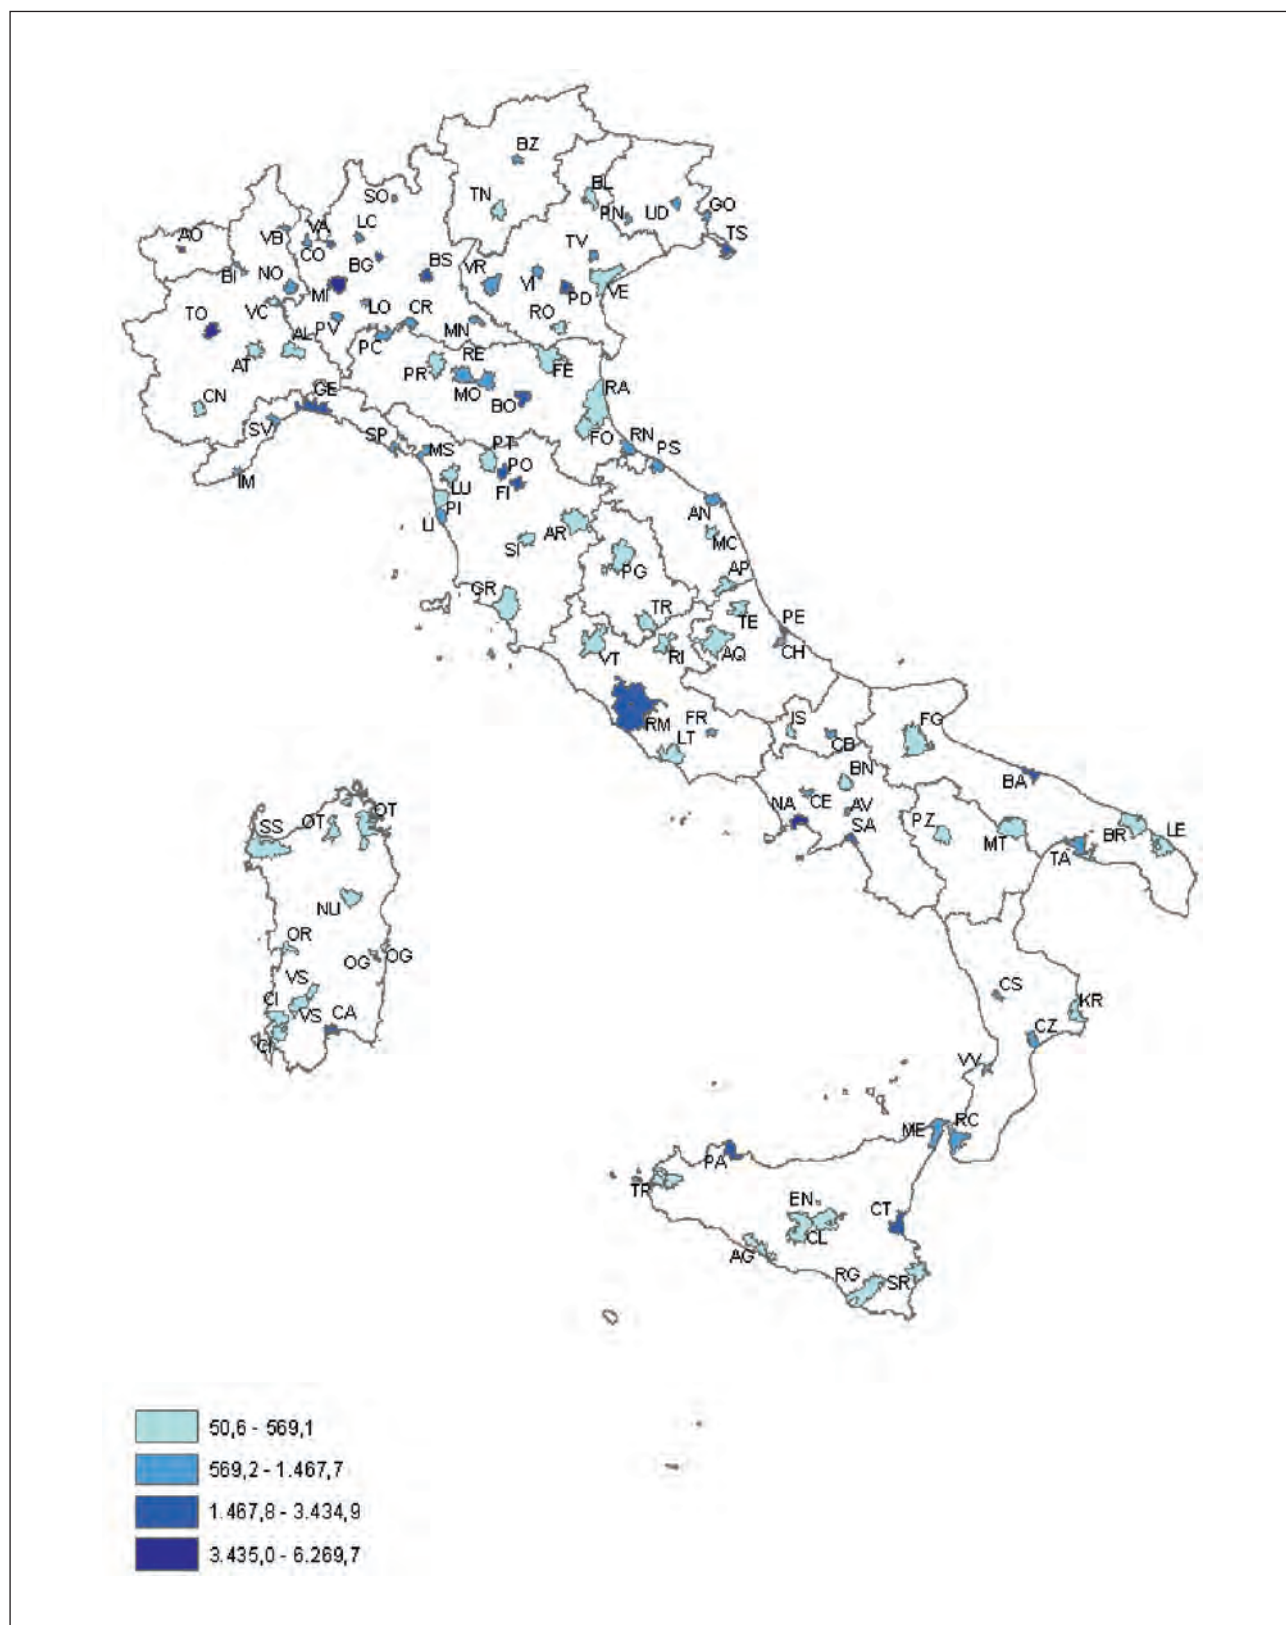 BZ
BL
TN
SO
PN
UD
GO
TS
AO
VB
VA
LC
CO
BG
BS
TV
BI
NO
MI
VR
VI
PD
VE
TO
VC
LO
CR
RO
AL
PV
PC
MN
AT
RE
PR
MO
FE
BO
RA
GE
CN
SV
SP
MS
PT
FO
RN
PS
IM
LU
PO
FI
PI
LI
AN
AR
SI
MC
PG
AP
GR
TR
TE
PE
VT
RI
AQ
CH
RM
FR
IS
FG
LT
CB
BN
BA
NA
CE
AV
SA
PZ
MT
BR
LE
TA
SS
OT
OT
NU
OR
OG
OG
VS
CI
VS
CA
CI
CS
KR
CZ
VV
ME
RC
PA
TR
EN
CT
CL
AG
RG
SR
50,6 - 569,1
569,2 - 1.467,7
1.467,8 - 3.434,9
3.435,0 - 6.269,7